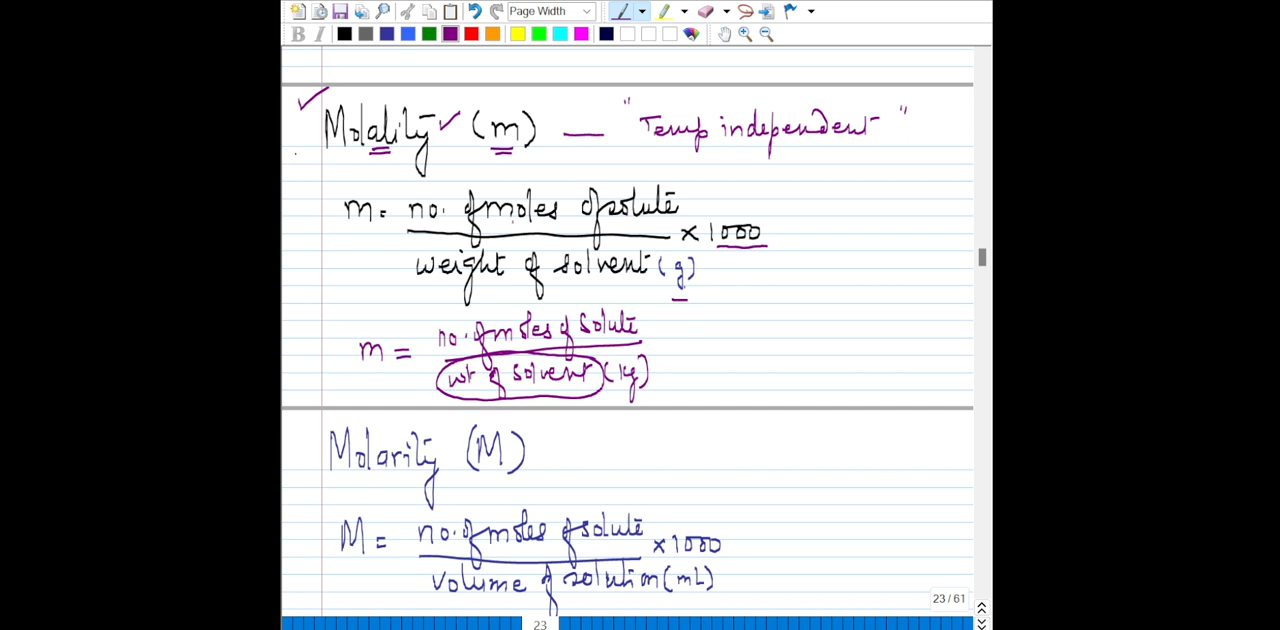 Page Width
B I
Molality (m) — "Temp independent"
m = no. of moles of solute
× 1000
weight of solvent (g)
m = no. of moles of solute
wt of solvent (kg)
Molarity (M)
M = no. of moles of solute
× 1000
volume of solution (mL)
23 / 61
23